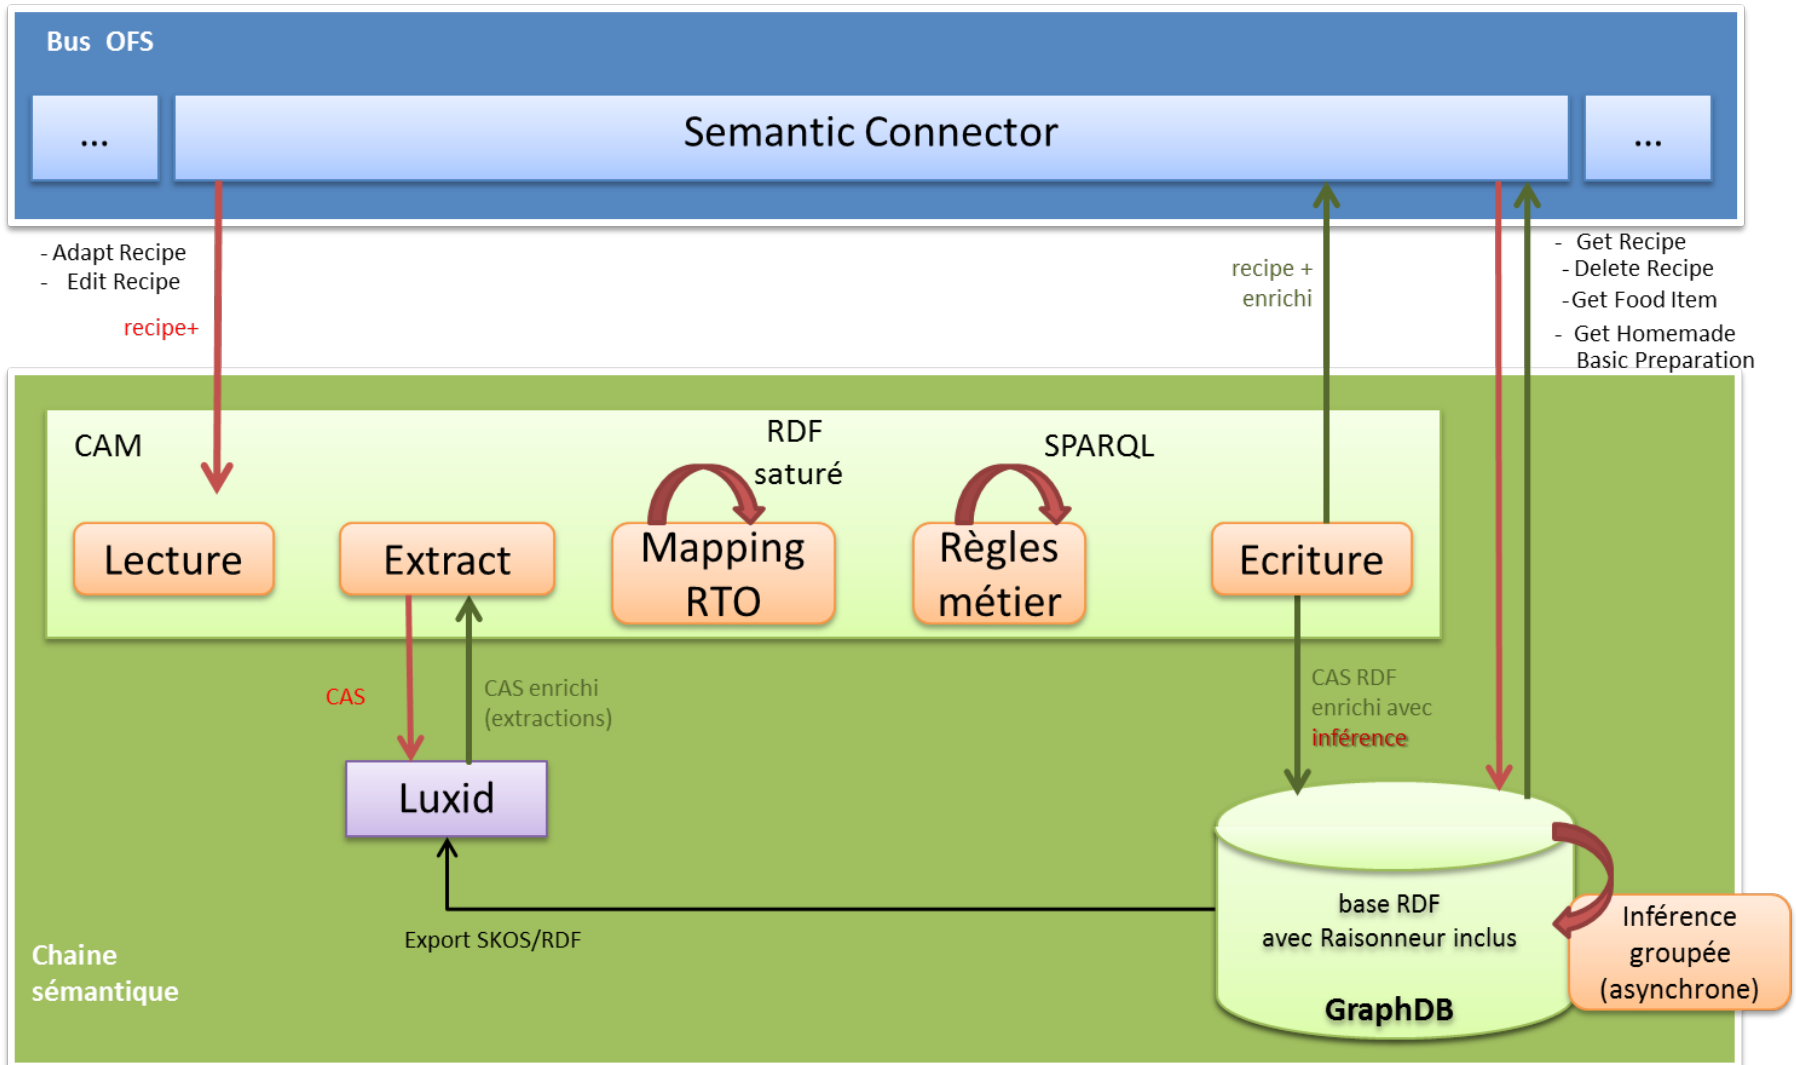 Bus OFS
...
Semantic Connector
...
- Adapt Recipe
- Edit Recipe
recipe+
recipe +
enrichi
- Get Recipe
- Delete Recipe
-Get Food Item
- Get Homemade
Basic Preparation
CAM
RDF
saturé
SPARQL
Lecture
Extract
Mapping
RTO
Règles
métier
Ecriture
CAS
CAS enrichi
(extractions)
CAS RDF
enrichi avec
inférence
Luxid
Export SKOS/RDF
base RDF
avec Raisonneur inclus
GraphDB
Inférence
groupée
(asynchrone)
Chaine
sémantique